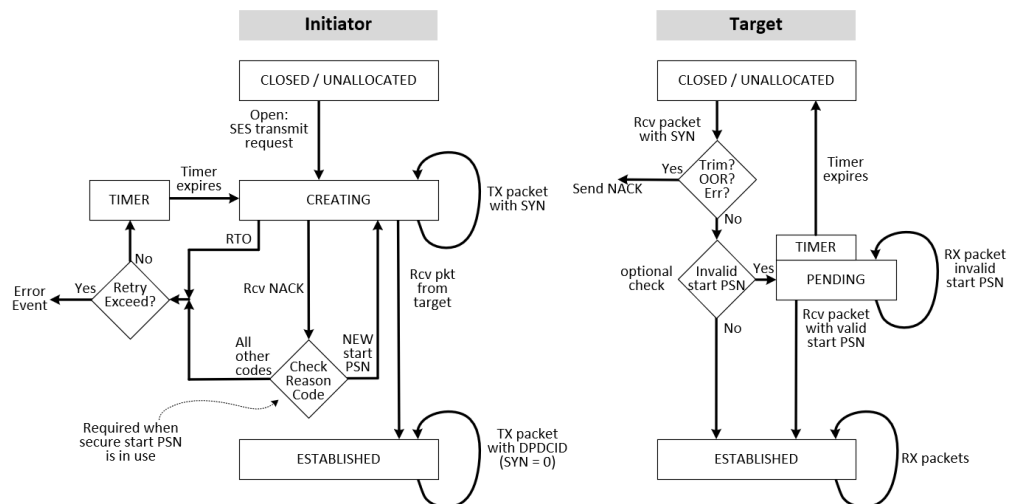 Initiator
CLOSED / UNALLOCATED
Open:
SES transmit
request
Timer
expires
TIMER
CREATING
TX packet
with SYN
RTO
No
Retry
Exceed?
Yes
Error
Event
Rcv NACK
Rcv pkt
from
target
All
other
codes
NEW
start
PSN
Check
Reason
Code
Required when
secure start PSN
is in use
ESTABLISHED
TX packet
with DPDCID
(SYN = 0)
Target
CLOSED / UNALLOCATED
Rcv packet
with SYN
Trim?
OOR?
Err?
Yes
Send NACK
No
Timer
expires
optional
check
Invalid
start PSN
Yes
TIMER
PENDING
RX packet
invalid
start PSN
No
Rcv packet
with valid
start PSN
ESTABLISHED
RX packets